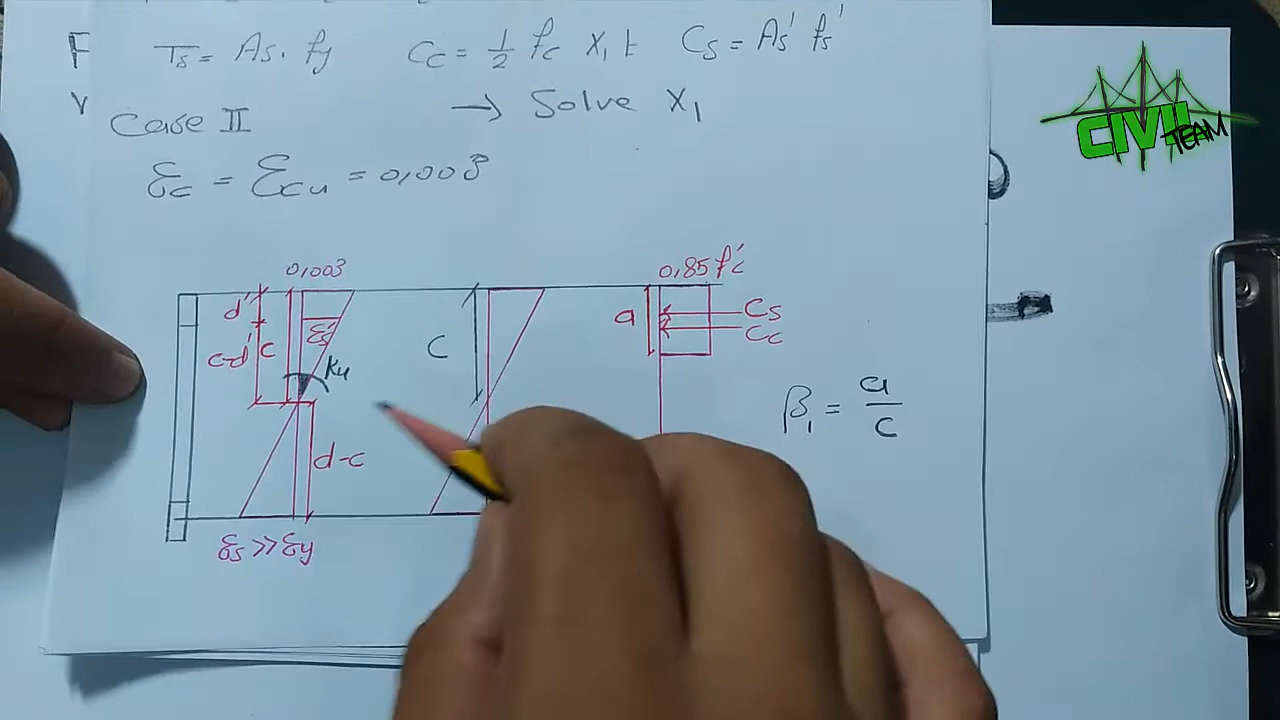 F
Ts = As. fy   Cc = 1/2 fc X1 t   Cs = As' fs'
Case II   → Solve X1
εc = εcu = 0,003
0,003   0,85 f'c
d'   εs'   a   Cs
c-d'   c   Ku   C   Cc
β1 = a/c
d-c
εs >> εy
CIVIL
TEAM